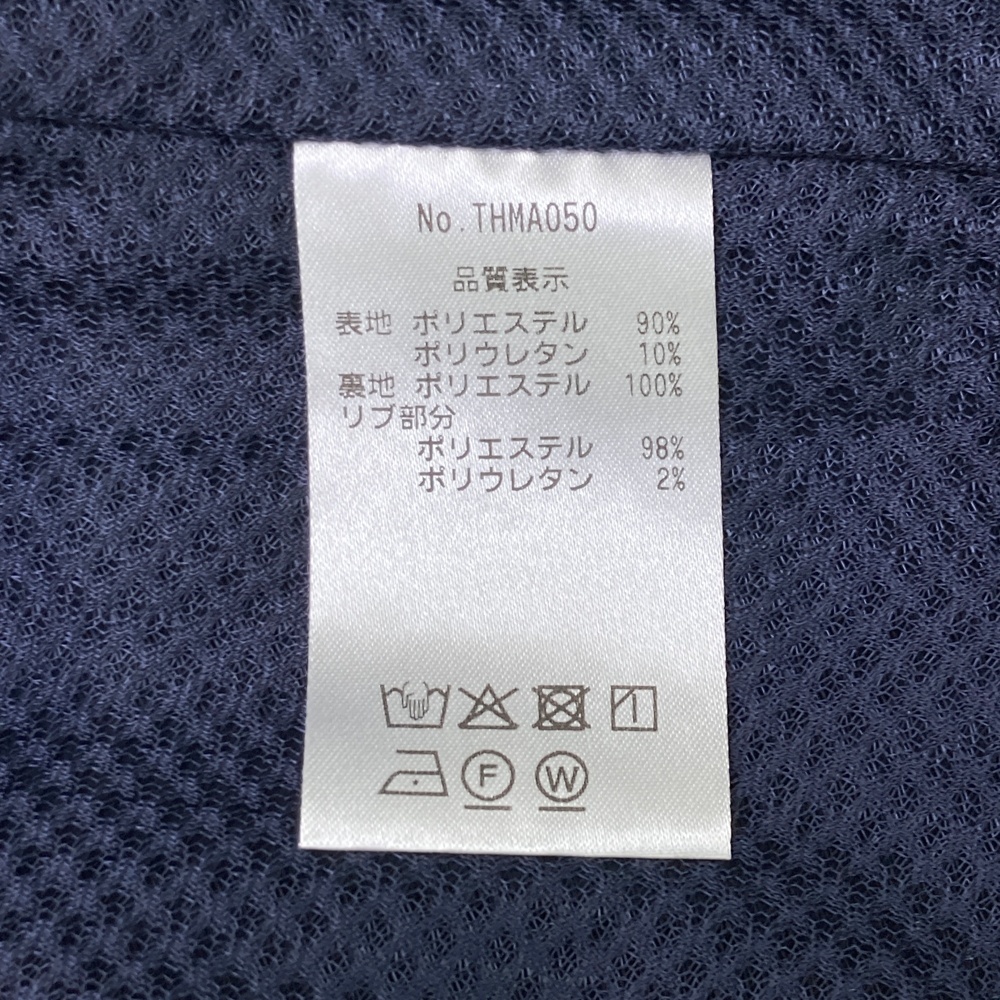 No.THMA050
品質表示
表地 ポリエステル 90%
ポリウレタン 10%
裏地 ポリエステル 100%
リブ部分
ポリエステル 98%
ポリウレタン 2%
F W